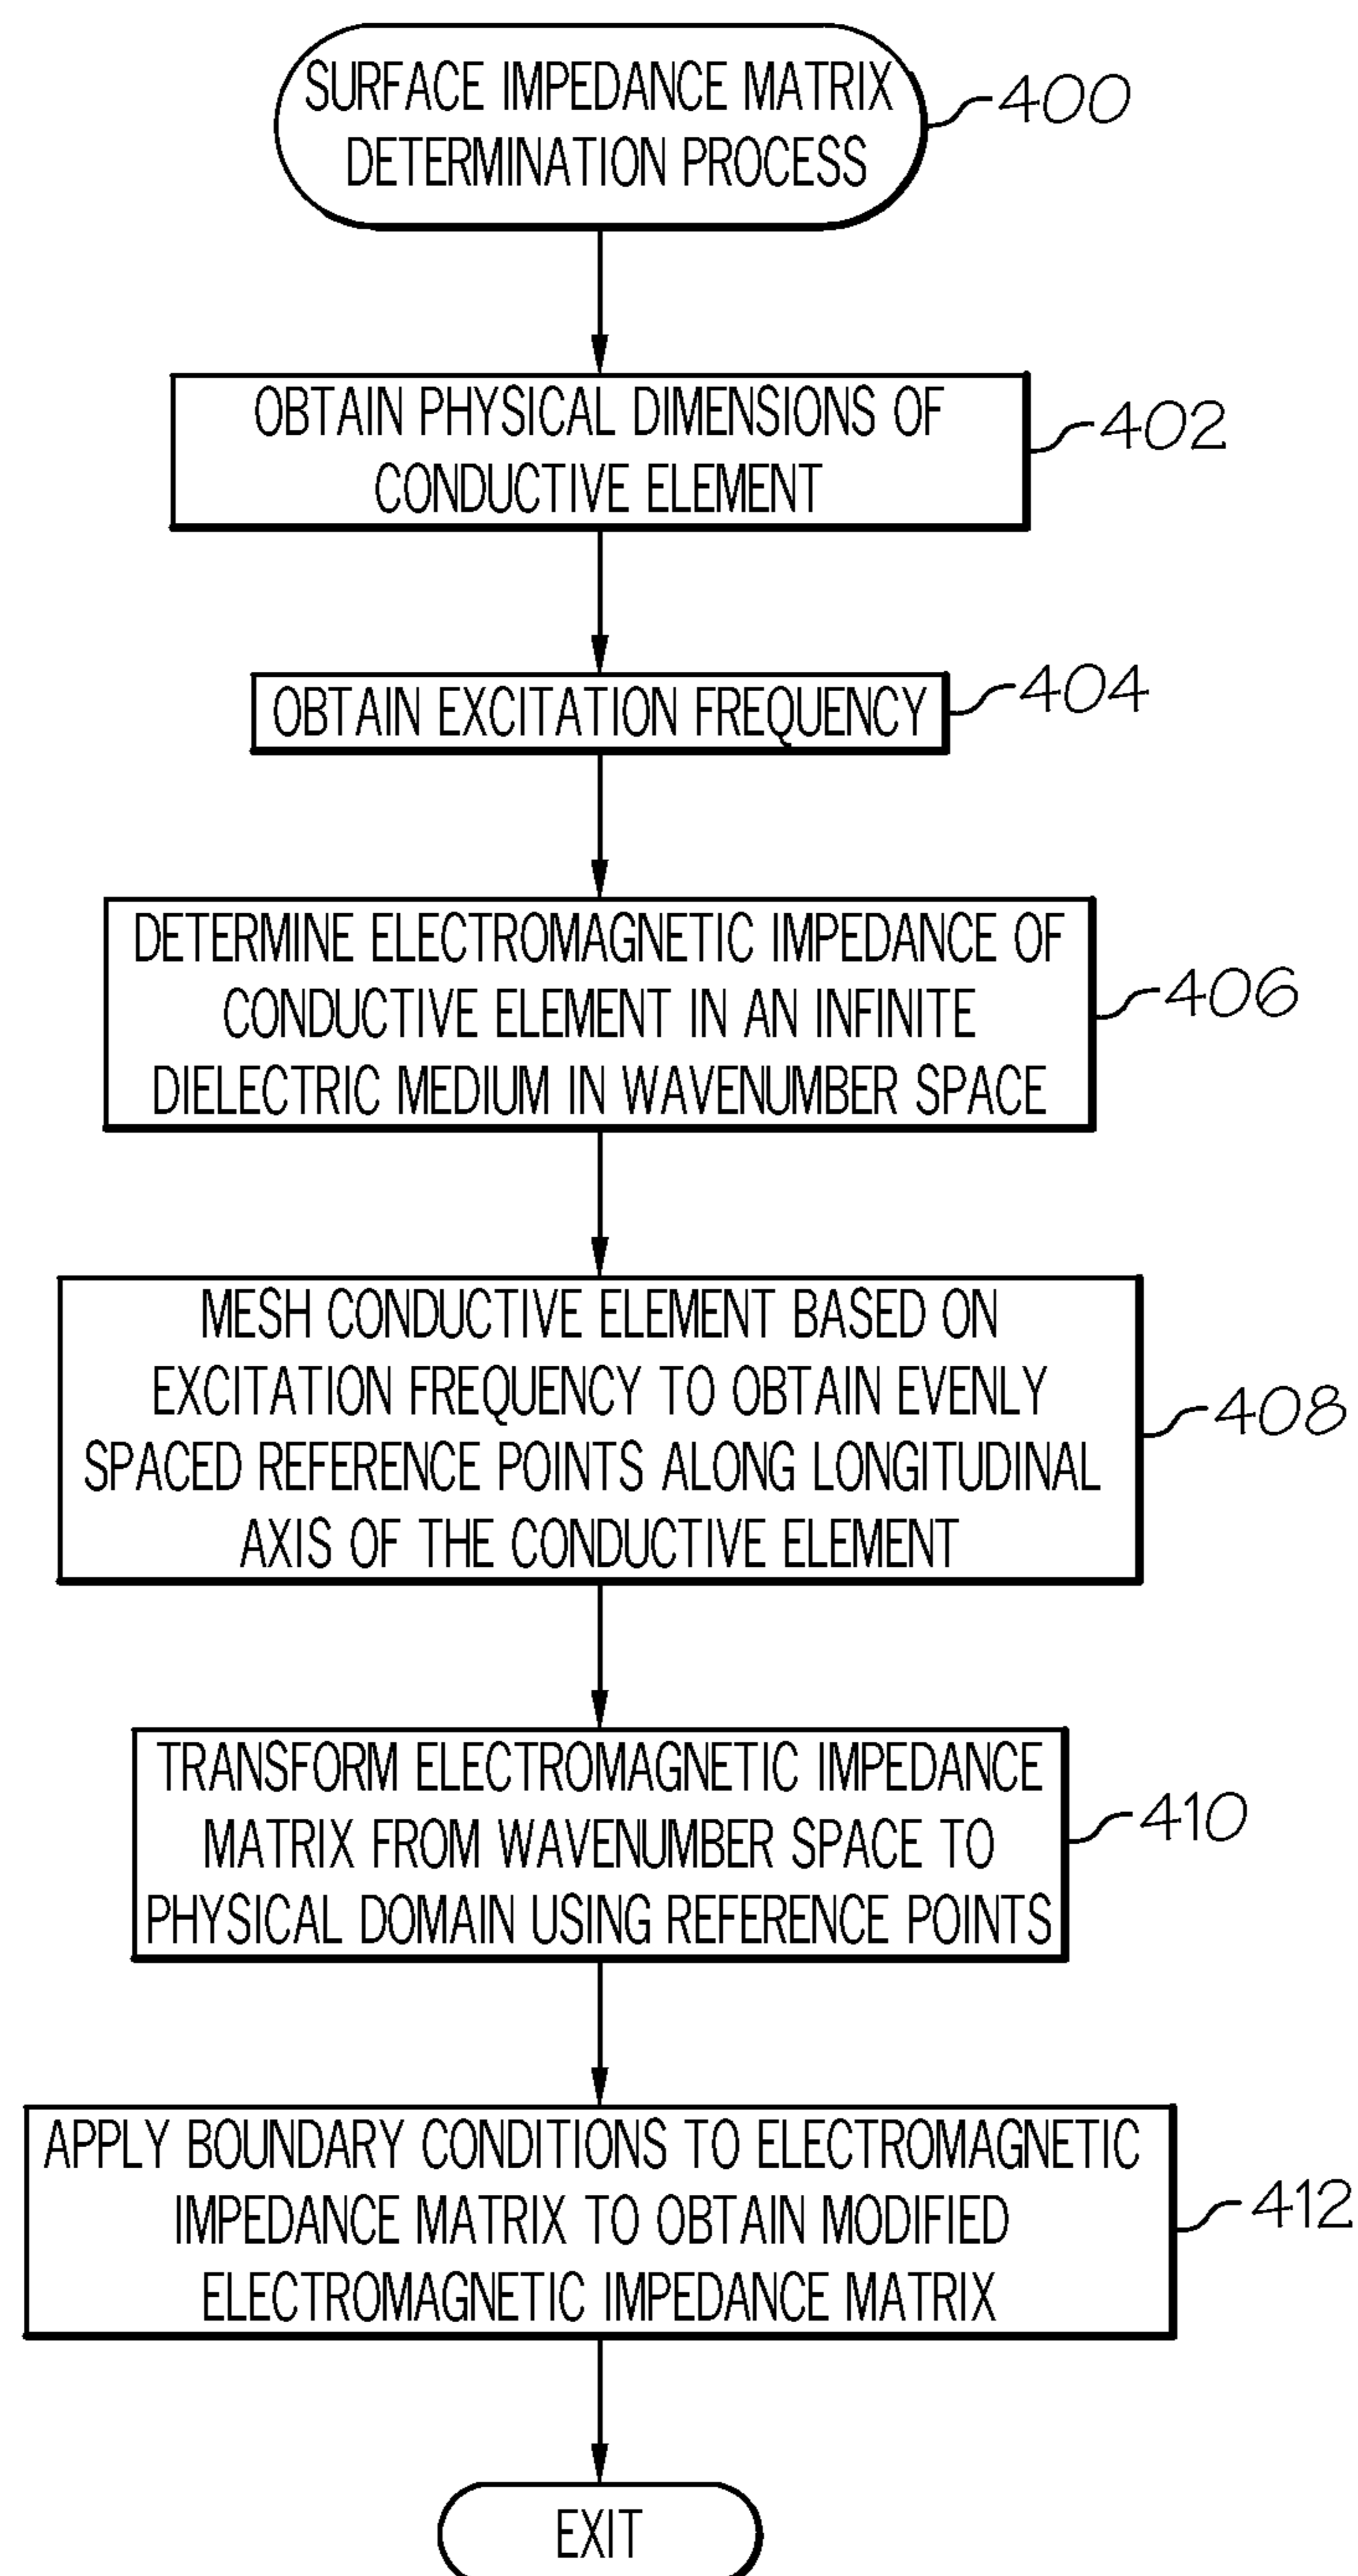 SURFACE IMPEDANCE MATRIX
DETERMINATION PROCESS
400
OBTAIN PHYSICAL DIMENSIONS OF
CONDUCTIVE ELEMENT
402
OBTAIN EXCITATION FREQUENCY
404
DETERMINE ELECTROMAGNETIC IMPEDANCE OF
CONDUCTIVE ELEMENT IN AN INFINITE
DIELECTRIC MEDIUM IN WAVENUMBER SPACE
406
MESH CONDUCTIVE ELEMENT BASED ON
EXCITATION FREQUENCY TO OBTAIN EVENLY
SPACED REFERENCE POINTS ALONG LONGITUDINAL
AXIS OF THE CONDUCTIVE ELEMENT
408
TRANSFORM ELECTROMAGNETIC IMPEDANCE
MATRIX FROM WAVENUMBER SPACE TO
PHYSICAL DOMAIN USING REFERENCE POINTS
410
APPLY BOUNDARY CONDITIONS TO ELECTROMAGNETIC
IMPEDANCE MATRIX TO OBTAIN MODIFIED
ELECTROMAGNETIC IMPEDANCE MATRIX
412
EXIT